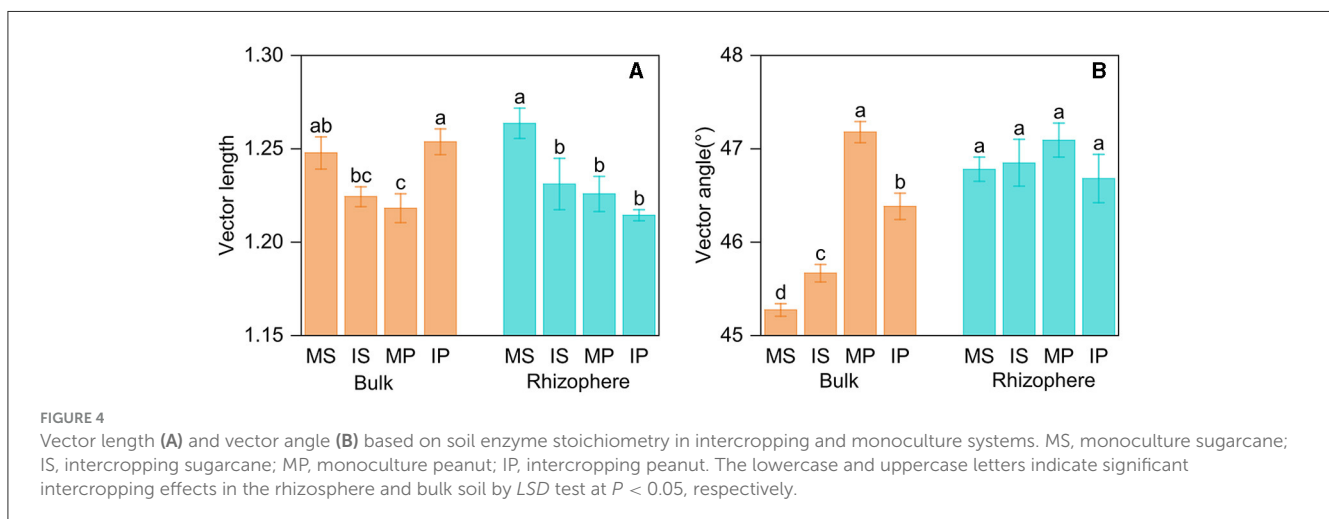 A
1.30
1.25
1.20
1.15
Vector length
ab
bc
c
a
a
b
b
b
MS IS MP IP
MS IS MP IP
Bulk
Rhizophere
B
48
47
46
45
Vector angle(°)
d
c
a
b
a
a
a
a
MS IS MP IP
MS IS MP IP
Bulk
Rhizophere
FIGURE 4
Vector length (A) and vector angle (B) based on soil enzyme stoichiometry in intercropping and monoculture systems. MS, monoculture sugarcane;
IS, intercropping sugarcane; MP, monoculture peanut; IP, intercropping peanut. The lowercase and uppercase letters indicate significant
intercropping effects in the rhizosphere and bulk soil by LSD test at P < 0.05, respectively.